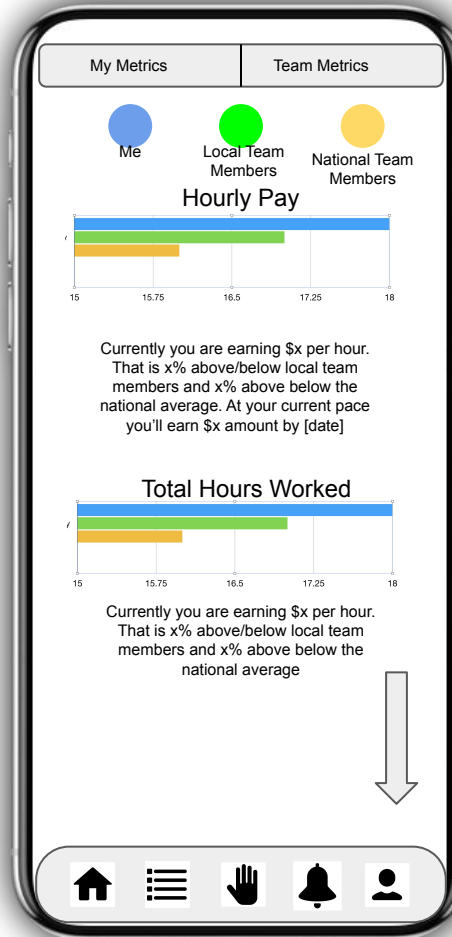 My Metrics Team Metrics
Me
Local Team
Members
National Team
Members
Hourly Pay
15 15.75 16.5 17.25 18
Currently you are earning $x per hour.
That is x% above/below local team
members and x% above below the
national average. At your current pace
you’ll earn $x amount by [date]
Total Hours Worked
15 15.75 16.5 17.25 18
Currently you are earning $x per hour.
That is x% above/below local team
members and x% above below the
national average